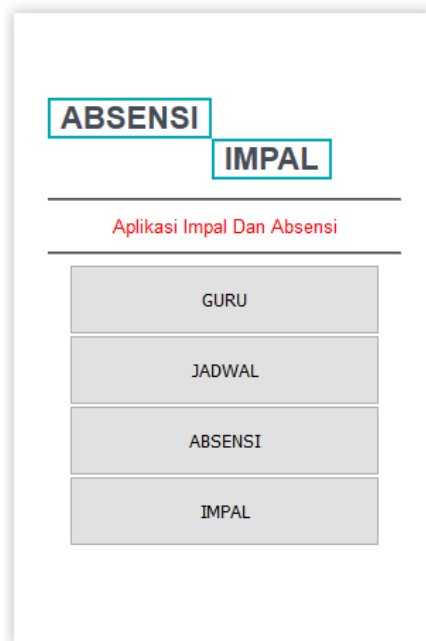 ABSENSI
IMPAL
Aplikasi Impal Dan Absensi
GURU
JADWAL
ABSENSI
IMPAL